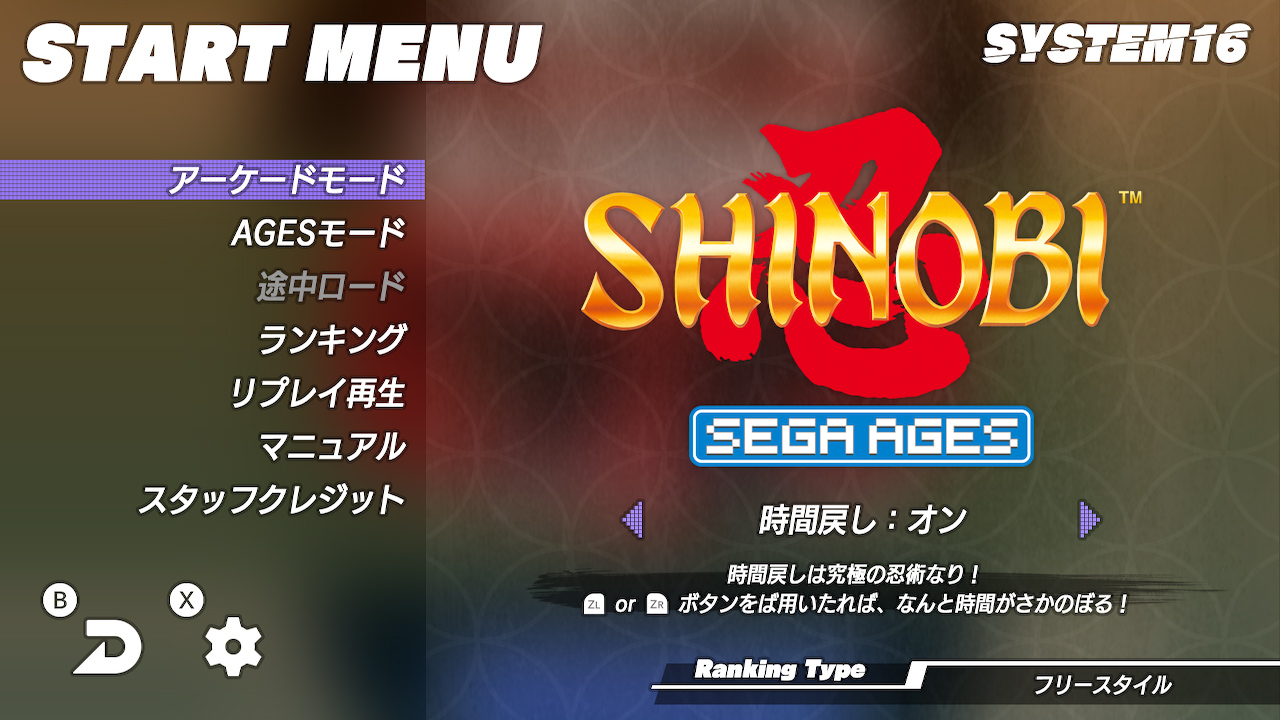 START MENU
SYSTEM16
アーケードモード
AGESモード
途中ロード
ランキング
リプレイ再生
マニュアル
スタッフクレジット
B
X
忍
SHINOBI™
SEGA AGES
時間戻し：オン
時間戻しは究極の忍術なり！
ZL or ZR ボタンをば用いたれば、なんと時間がさかのぼる！
Ranking Type
フリースタイル